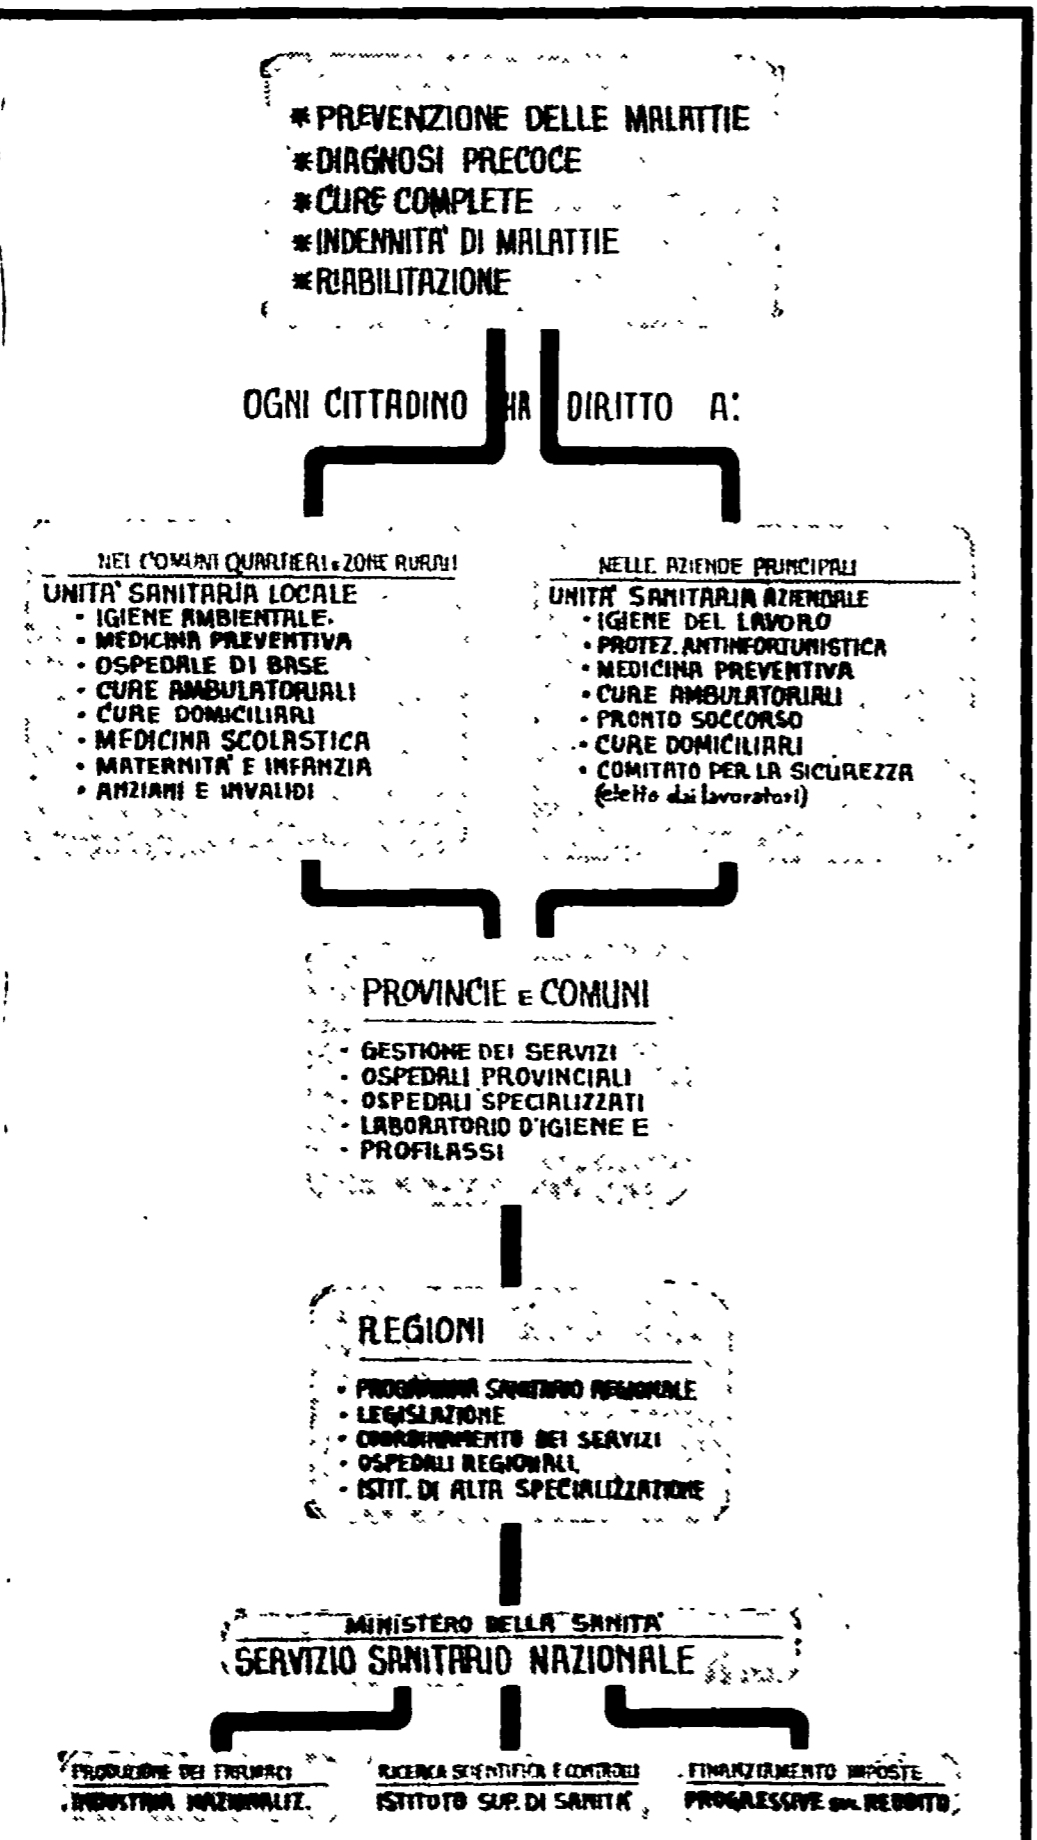 * PREVENZIONE DELLE MALATTIE
* DIAGNOSI PRECOCE
* CURE COMPLETE
* INDENNITA' DI MALATTIE
* RIABILITAZIONE
OGNI CITTADINO HA DIRITTO A:
NEI COMUNI QUARTIERI e ZONE RURALI
UNITA' SANITARIA LOCALE
• IGIENE AMBIENTALE
• MEDICINA PREVENTIVA
• OSPEDALE DI BASE
• CURE AMBULATORIALI
• CURE DOMICILIARI
• MEDICINA SCOLASTICA
• MATERNITA' E INFANZIA
• ANZIANI E INVALIDI
NELLE AZIENDE PRINCIPALI
UNITA' SANITARIA AZIENDALE
• IGIENE DEL LAVORO
• PROTEZ. ANTINFORTUNISTICA
• MEDICINA PREVENTIVA
• CURE AMBULATORIALI
• PRONTO SOCCORSO
• CURE DOMICILIARI
• COMITATO PER LA SICUREZZA
(eletto dai lavoratori)
PROVINCIE E COMUNI
• GESTIONE DEI SERVIZI
• OSPEDALI PROVINCIALI
• OSPEDALI SPECIALIZZATI
• LABORATORIO D'IGIENE E
• PROFILASSI
REGIONI
• PROGRAMMA SANITARIO REGIONALE
• LEGISLAZIONE
• COORDINAMENTO DEI SERVIZI
• OSPEDALI REGIONALI
• ISTIT. DI ALTA SPECIALIZZAZIONE
MINISTERO DELLA SANITA'
SERVIZIO SANITARIO NAZIONALE
PRODUZIONE DEI FARMACI
INDUSTRIA NAZIONALIZ.
RICERCA SCIENTIFICA E CONTROLLI
ISTITUTO SUP. DI SANITA'
FINANZIAMENTO IMPOSTE
PROGRESSIVE SUL REDDITO